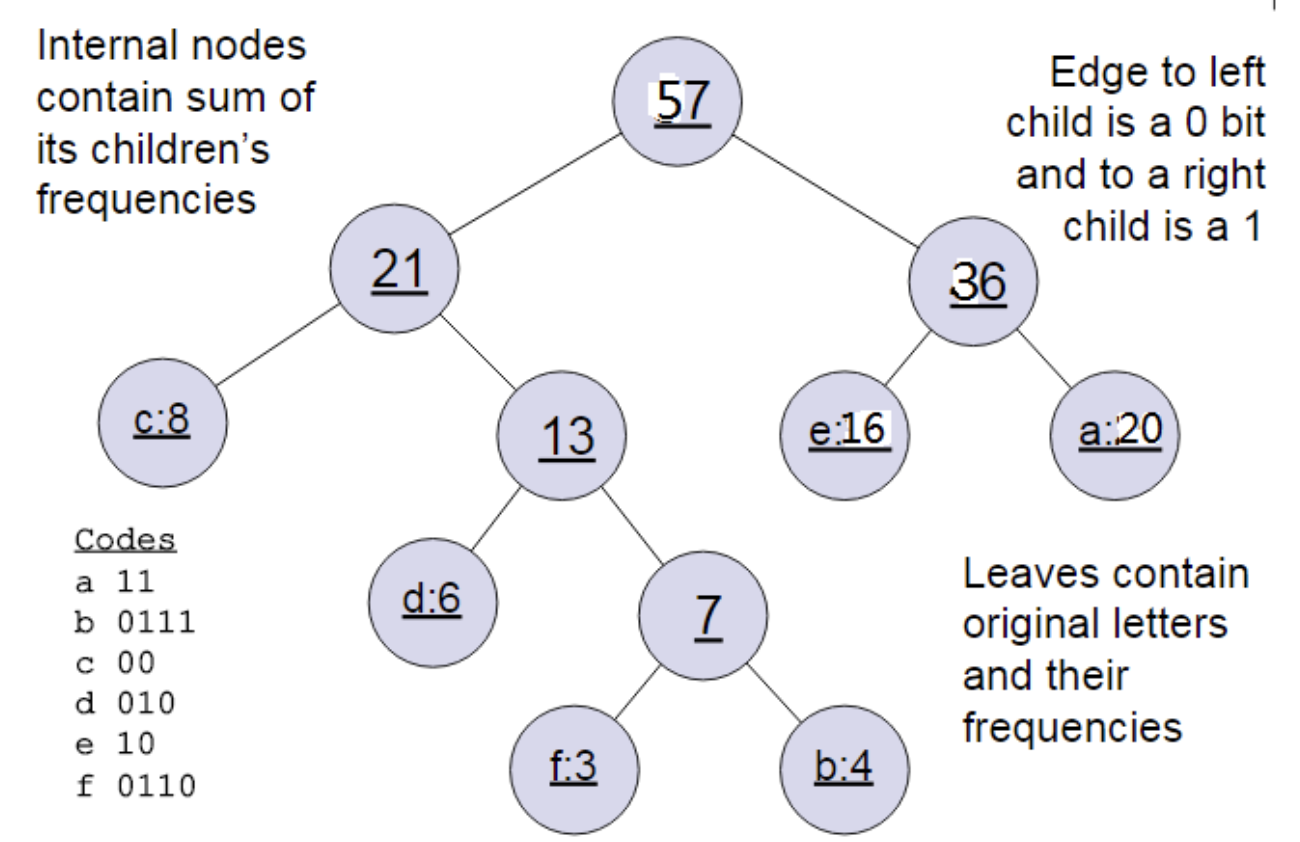 Internal nodes
contain sum of
its children's
frequencies
57
Edge to left
child is a 0 bit
and to a right
child is a 1
21
36
c:8
13
e:16
a:20
Codes
a 11
b 0111
c 00
d 010
e 10
f 0110
d:6
7
Leaves contain
original letters
and their
frequencies
f:3
b:4